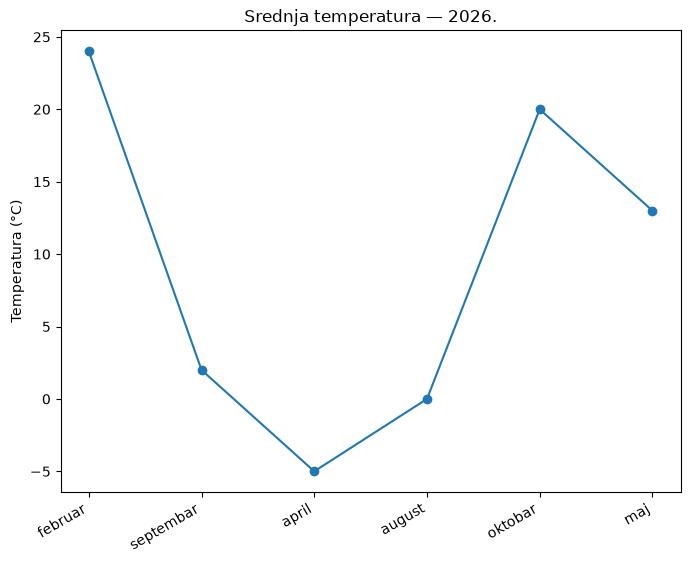 Srednja temperatura — 2026.
Temperatura (°C)
25
20
15
10
5
0
−5
februar
septembar
april
august
oktobar
maj